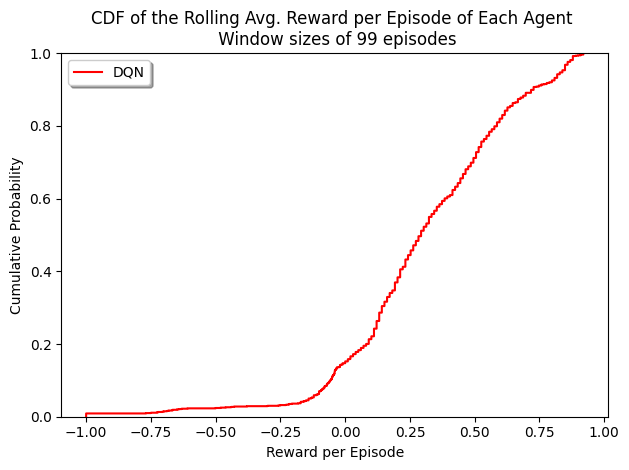 CDF of the Rolling Avg. Reward per Episode of Each Agent
Window sizes of 99 episodes
DQN
Cumulative Probability
1.0
0.8
0.6
0.4
0.2
0.0
−1.00 −0.75 −0.50 −0.25 0.00 0.25 0.50 0.75 1.00
Reward per Episode